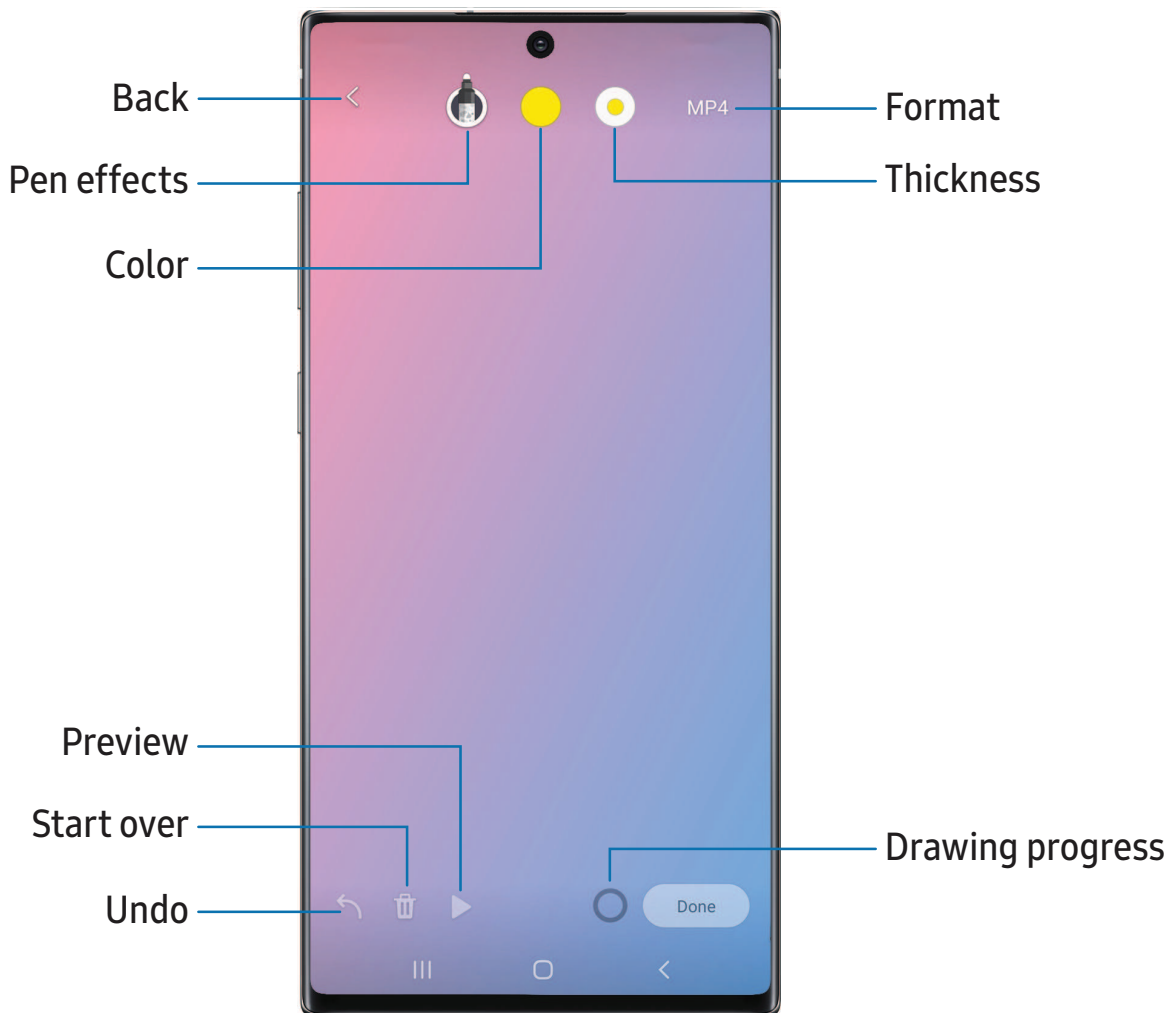 Back
MP4
Format
Pen effects
Thickness
Color
Preview
Start over
Drawing progress
Undo
Done